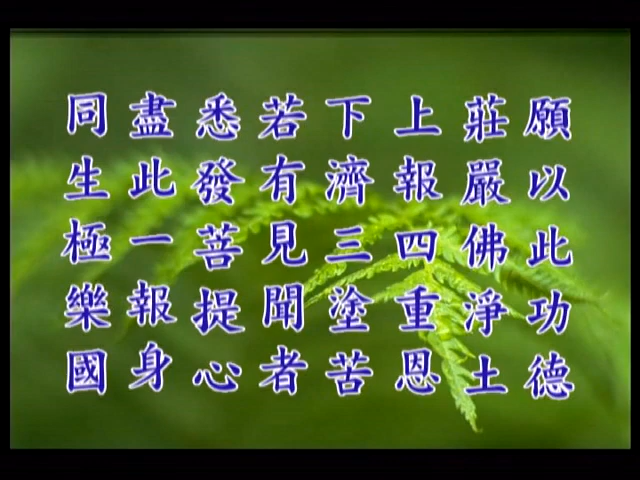 願以此功德
莊嚴佛淨土
上報四重恩
下濟三塗苦
若有見聞者
悉發菩提心
盡此一報身
同生極樂國